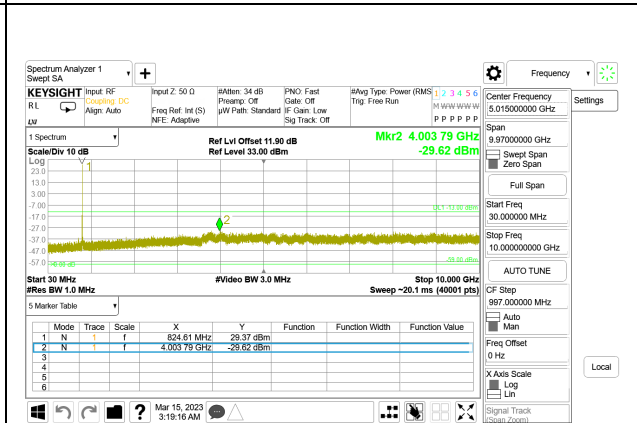 Spectrum Analyzer 1
Swept SA
+
Frequency
KEYSIGHT Input: RF Input Z: 50 Ω #Atten: 34 dB PNO: Fast #Avg Type: Power (RMS 1 2 3 4 5 6
R L Coupling: DC Preamp: Off Gate: Off Trig: Free Run M W W W W W
Align: Auto Freq Ref: Int (S) µW Path: Standard IF Gain: Low
LXI NFE: Adaptive Sig Track: Off P P P P P P
1 Spectrum
Ref Lvl Offset 11.90 dB Mkr2 4.003 79 GHz
Scale/Div 10 dB Ref Level 33.00 dBm -29.62 dBm
Log
1
23.0
13.0
3.00
-7.00
DL1 -13.00 dBm
-17.0
2
-27.0
-37.0
-47.0
-57.0
Start 30 MHz #Video BW 3.0 MHz Stop 10.000 GHz
#Res BW 1.0 MHz Sweep ~20.1 ms (40001 pts)
5 Marker Table
Mode Trace Scale X Y Function Function Width Function Value
1 N 1 f 824.61 MHz 29.37 dBm
2 N 1 f 4.003 79 GHz -29.62 dBm
3
4
5
6
? Mar 15, 2023
3:19:16 AM
Center Frequency
5.015000000 GHz
Settings
Span
9.97000000 GHz
Swept Span
Zero Span
Full Span
Start Freq
30.000000 MHz
Stop Freq
10.000000000 GHz
AUTO TUNE
CF Step
997.000000 MHz
Auto
Man
Freq Offset
0 Hz
Local
X Axis Scale
Log
Lin
Signal Track
(Span Zoom)